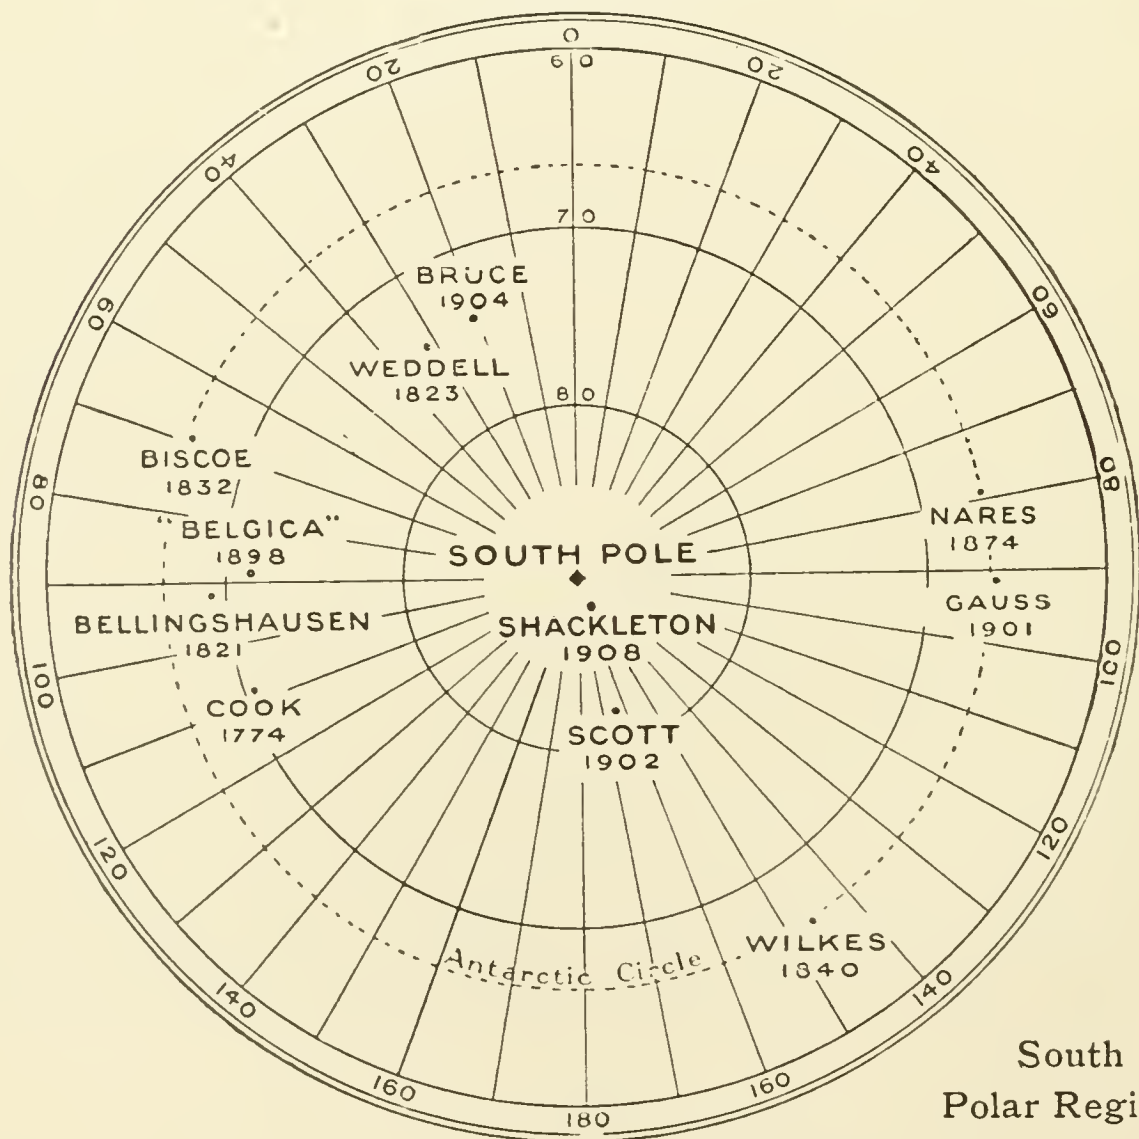 0
60
20
20
40
40
70
BRUCE
1904
60
60
WEDDELL
1823
80
BISCOE
1832
80
80
"BELGICA"
1898
NARES
1874
SOUTH POLE
BELLINGSHAUSEN
1821
SHACKLETON
1908
GAUSS
1901
100
100
COOK
1774
SCOTT
1902
120
120
WILKES
1840
Antarctic Circle
140
140
160
160
180
South
Polar Regi